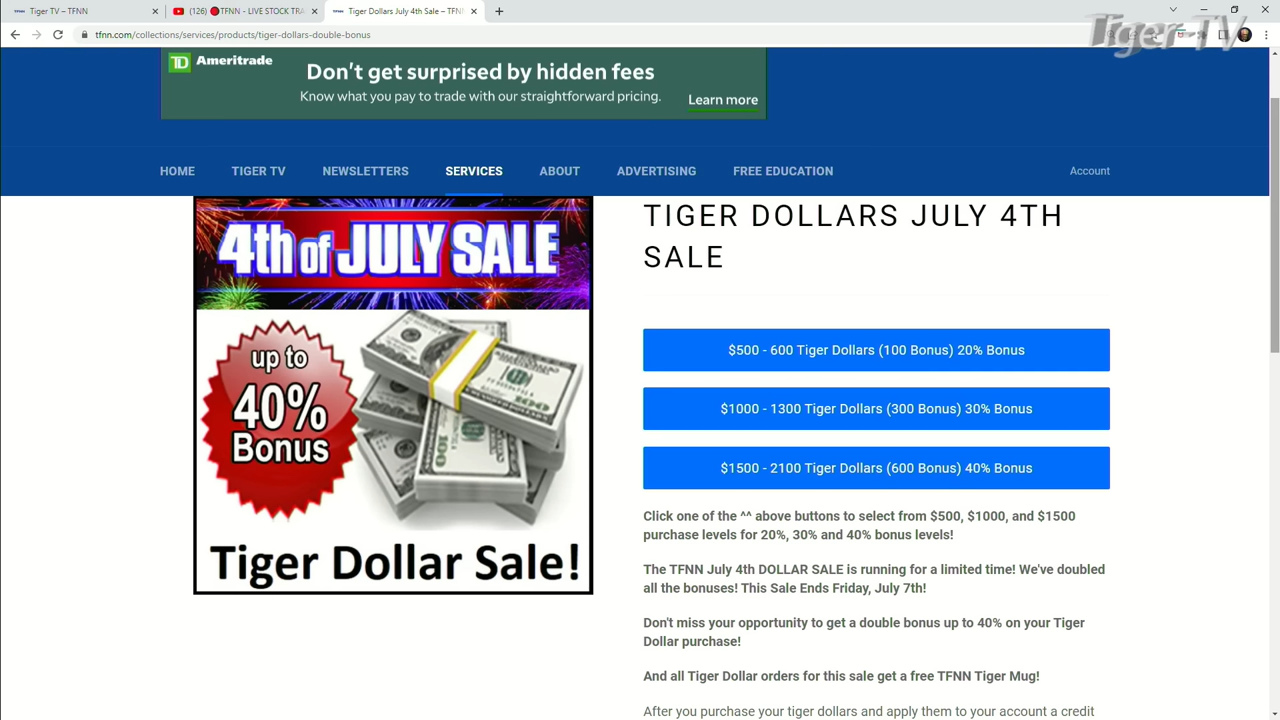 Tiger TV – TFNN
(126) 🔴TFNN - LIVE STOCK TRA
Tiger Dollars July 4th Sale – TFN
Tiger TV
tfnn.com/collections/services/products/tiger-dollars-double-bonus
TD Ameritrade
Don't get surprised by hidden fees
Know what you pay to trade with our straightforward pricing.
Learn more
HOME TIGER TV NEWSLETTERS SERVICES ABOUT ADVERTISING FREE EDUCATION Account
4th of JULY SALE
up to
40%
Bonus
Tiger Dollar Sale!
TIGER DOLLARS JULY 4TH
SALE
$500 - 600 Tiger Dollars (100 Bonus) 20% Bonus
$1000 - 1300 Tiger Dollars (300 Bonus) 30% Bonus
$1500 - 2100 Tiger Dollars (600 Bonus) 40% Bonus
Click one of the ^^ above buttons to select from $500, $1000, and $1500
purchase levels for 20%, 30% and 40% bonus levels!
The TFNN July 4th DOLLAR SALE is running for a limited time! We've doubled
all the bonuses! This Sale Ends Friday, July 7th!
Don't miss your opportunity to get a double bonus up to 40% on your Tiger
Dollar purchase!
And all Tiger Dollar orders for this sale get a free TFNN Tiger Mug!
After you purchase your tiger dollars and apply them to your account a credit